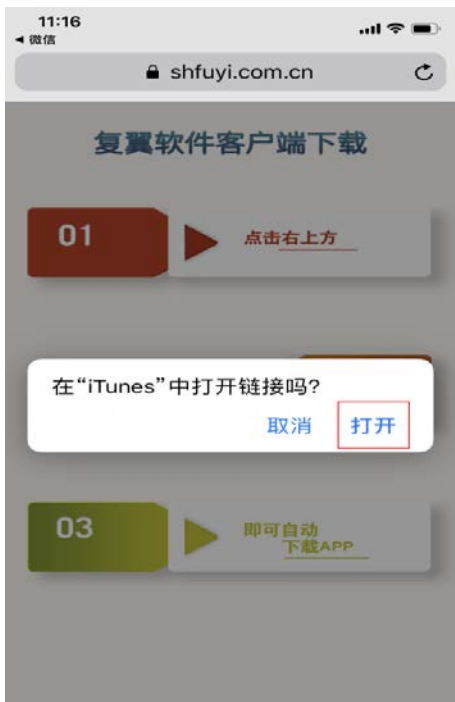 11:16
微信
shfuyi.com.cn
复翼软件客户端下载
01
点击右上方
在“iTunes”中打开链接吗?
取消 打开
03
即可自动
下载APP